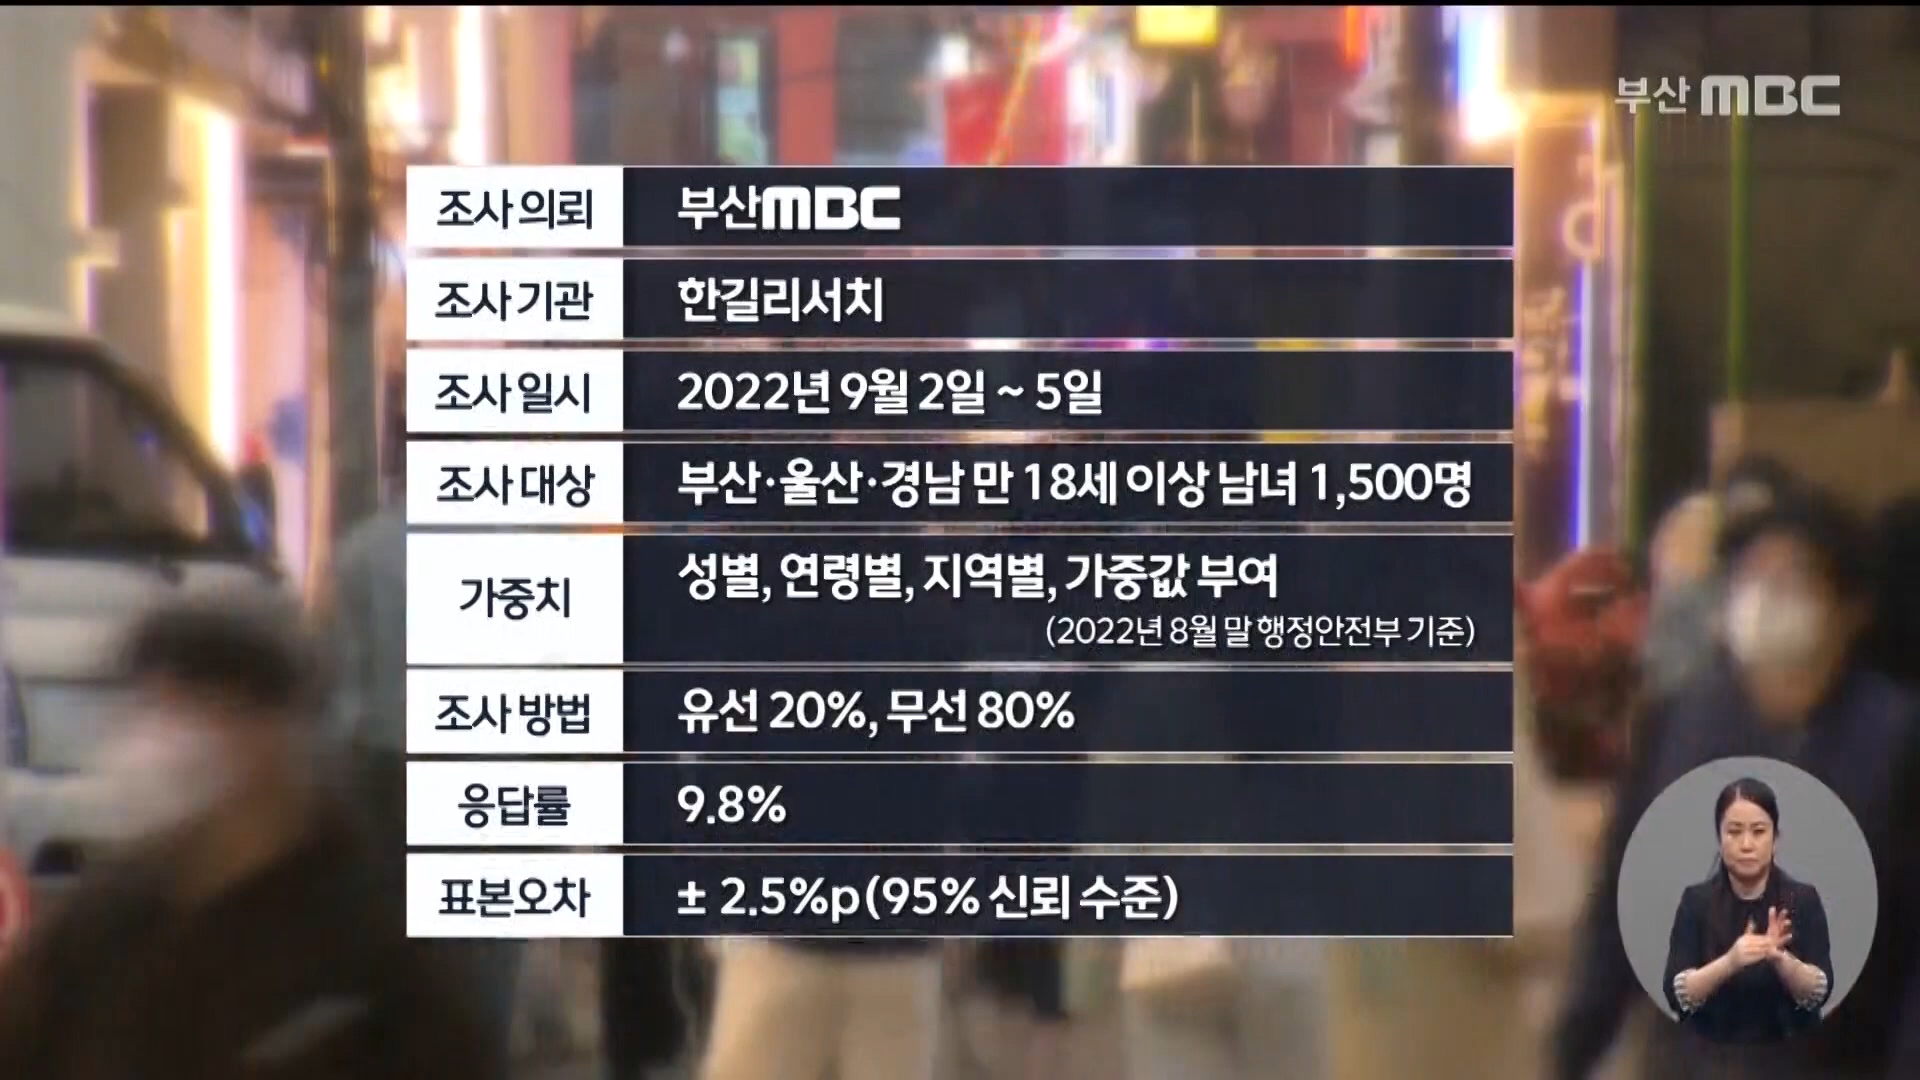 부산 MBC
조사 의뢰 부산MBC
조사 기관 한길리서치
조사 일시 2022년 9월 2일 ~ 5일
조사 대상 부산·울산·경남 만 18세 이상 남녀 1,500명
가중치 성별, 연령별, 지역별, 가중값 부여
(2022년 8월 말 행정안전부 기준)
조사 방법 유선 20%, 무선 80%
응답률 9.8%
표본오차 ± 2.5%p(95% 신뢰 수준)